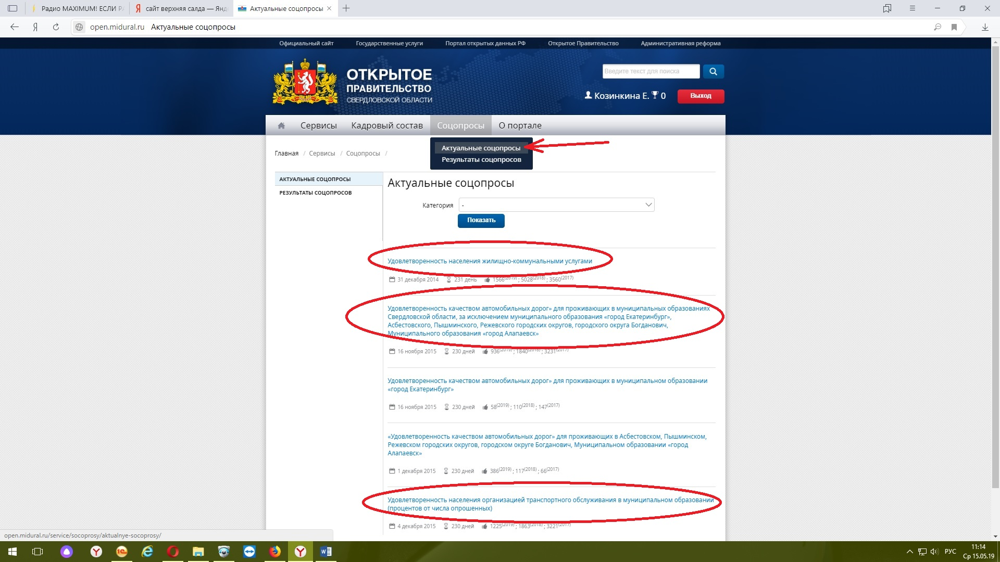 Радио MAXIMUM! ЕСЛИ РА
сайт верхняя салда — Янд
Актуальные соцопросы
open.midural.ru Актуальные соцопросы
Официальный сайт Государственные услуги Портал открытых данных РФ Открытое Правительство Административная реформа
ОТКРЫТОЕ
ПРАВИТЕЛЬСТВО
СВЕРДЛОВСКОЙ ОБЛАСТИ
Введите текст для поиска
Козинкина Е. 0 Выход
Сервисы Кадровый состав Соцопросы О портале
Актуальные соцопросы
Результаты соцопросов
Главная / Сервисы / Соцопросы /
АКТУАЛЬНЫЕ СОЦОПРОСЫ
РЕЗУЛЬТАТЫ СОЦОПРОСОВ
Актуальные соцопросы
Категория -
Показать
Удовлетворенность населения жилищно-коммунальными услугами
31 декабря 2014 231 день 1566(2019) ; 5028(2018) ; 3560(2017)
Удовлетворенность качеством автомобильных дорог» для проживающих в муниципальных образованиях
Свердловской области, за исключением муниципального образования «город Екатеринбург»,
Асбестовского, Пышминского, Режевского городских округов, городского округа Богданович,
Муниципального образования «город Алапаевск»
16 ноября 2015 230 дней 936(2019) ; 1840(2018) ; 3231(2017)
Удовлетворенность качеством автомобильных дорог» для проживающих в муниципальном образовании
«город Екатеринбург»
16 ноября 2015 230 дней 58(2019) ; 110(2018) ; 147(2017)
«Удовлетворенность качеством автомобильных дорог» для проживающих в Асбестовском, Пышминском,
Режевском городских округов, городском округе Богданович, Муниципальном образовании «город
Алапаевск»
1 декабря 2015 230 дней 386(2019) ; 117(2018) ; 66(2017)
Удовлетворенность населения организацией транспортного обслуживания в муниципальном образовании
(процентов от числа опрошенных)
4 декабря 2015 230 дней 1225(2019) ; 1863(2018) ; 3221(2017)
open.midural.ru/service/socoprosy/aktualnye-socoprosy/
РУС
11:14
Ср 15.05.19